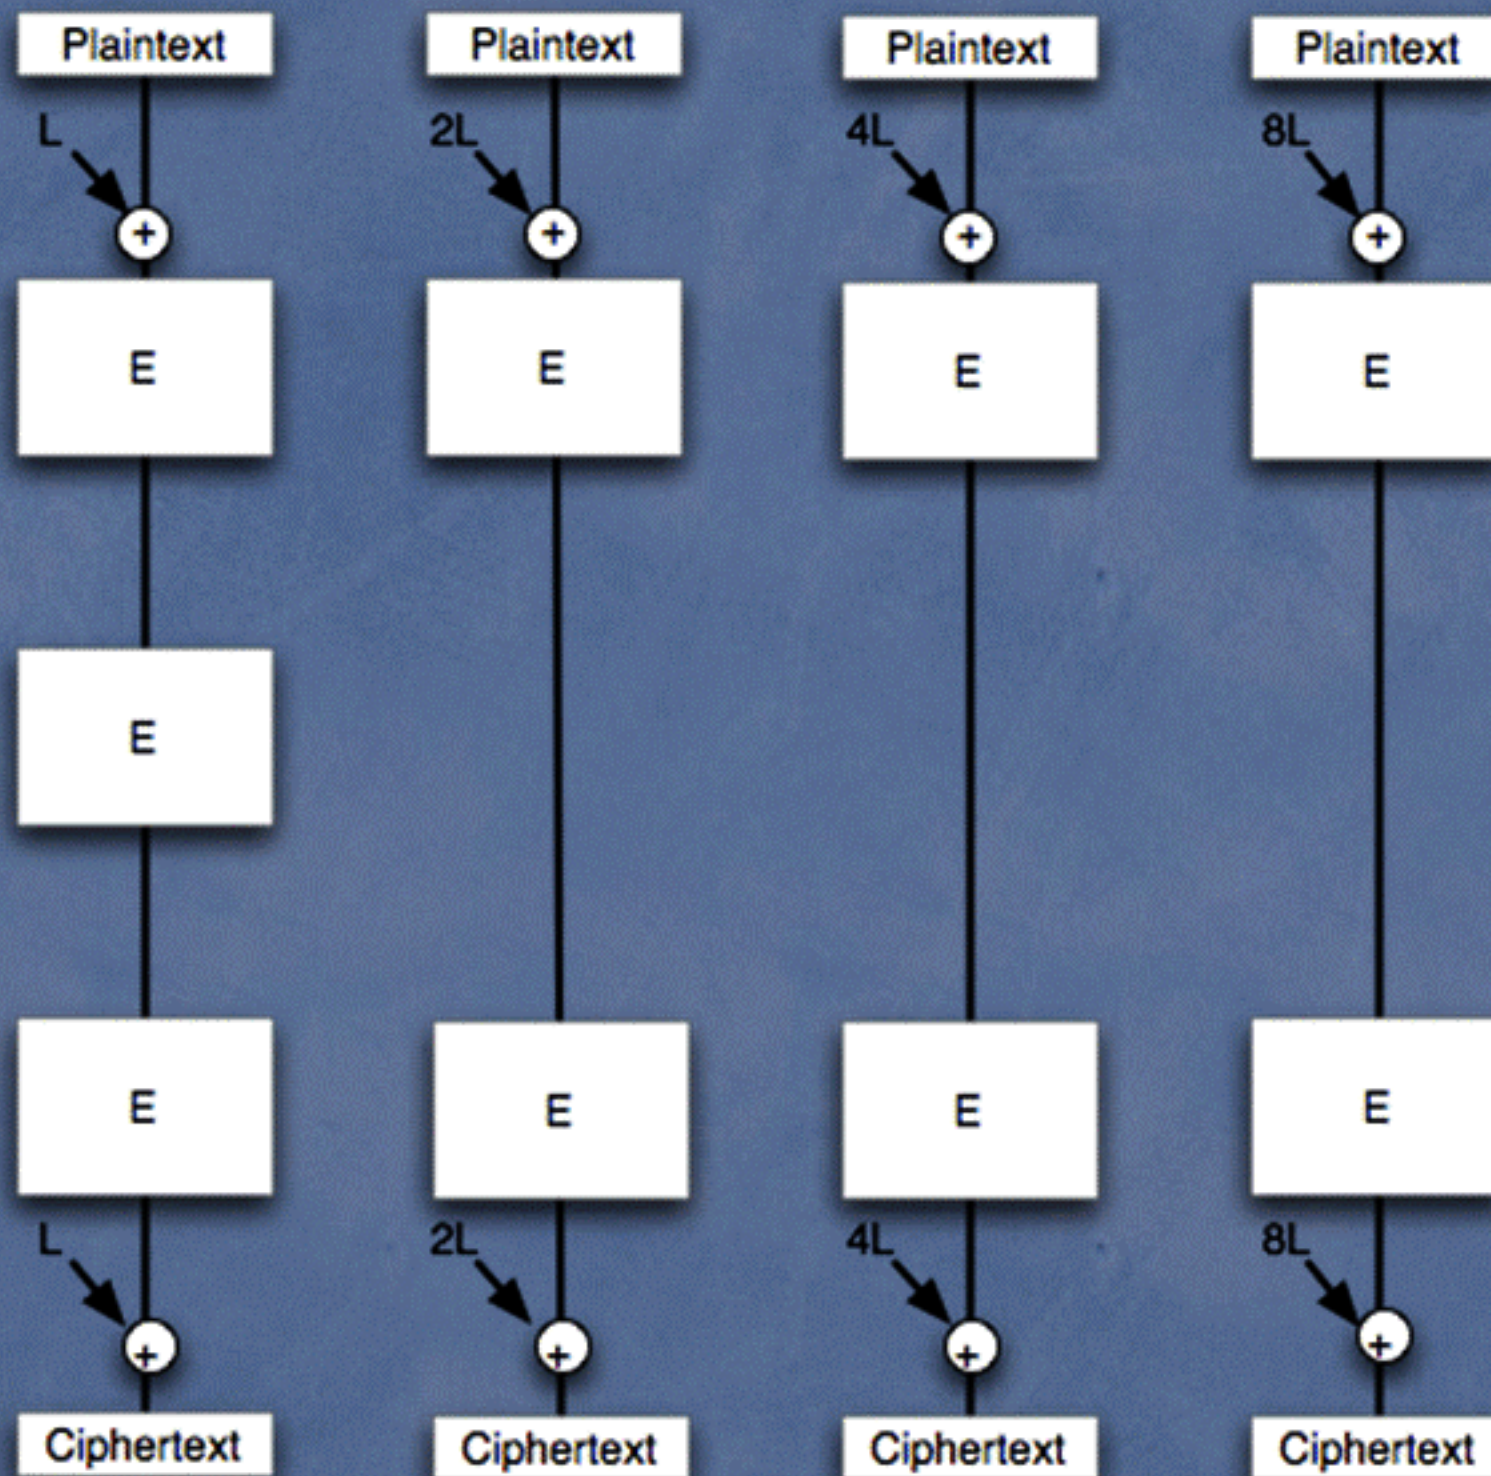 Plaintext Plaintext Plaintext Plaintext
L 2L 4L 8L
+ + + +
E E E E
E
E E E E
L 2L 4L 8L
+ + + +
Ciphertext Ciphertext Ciphertext Ciphertext